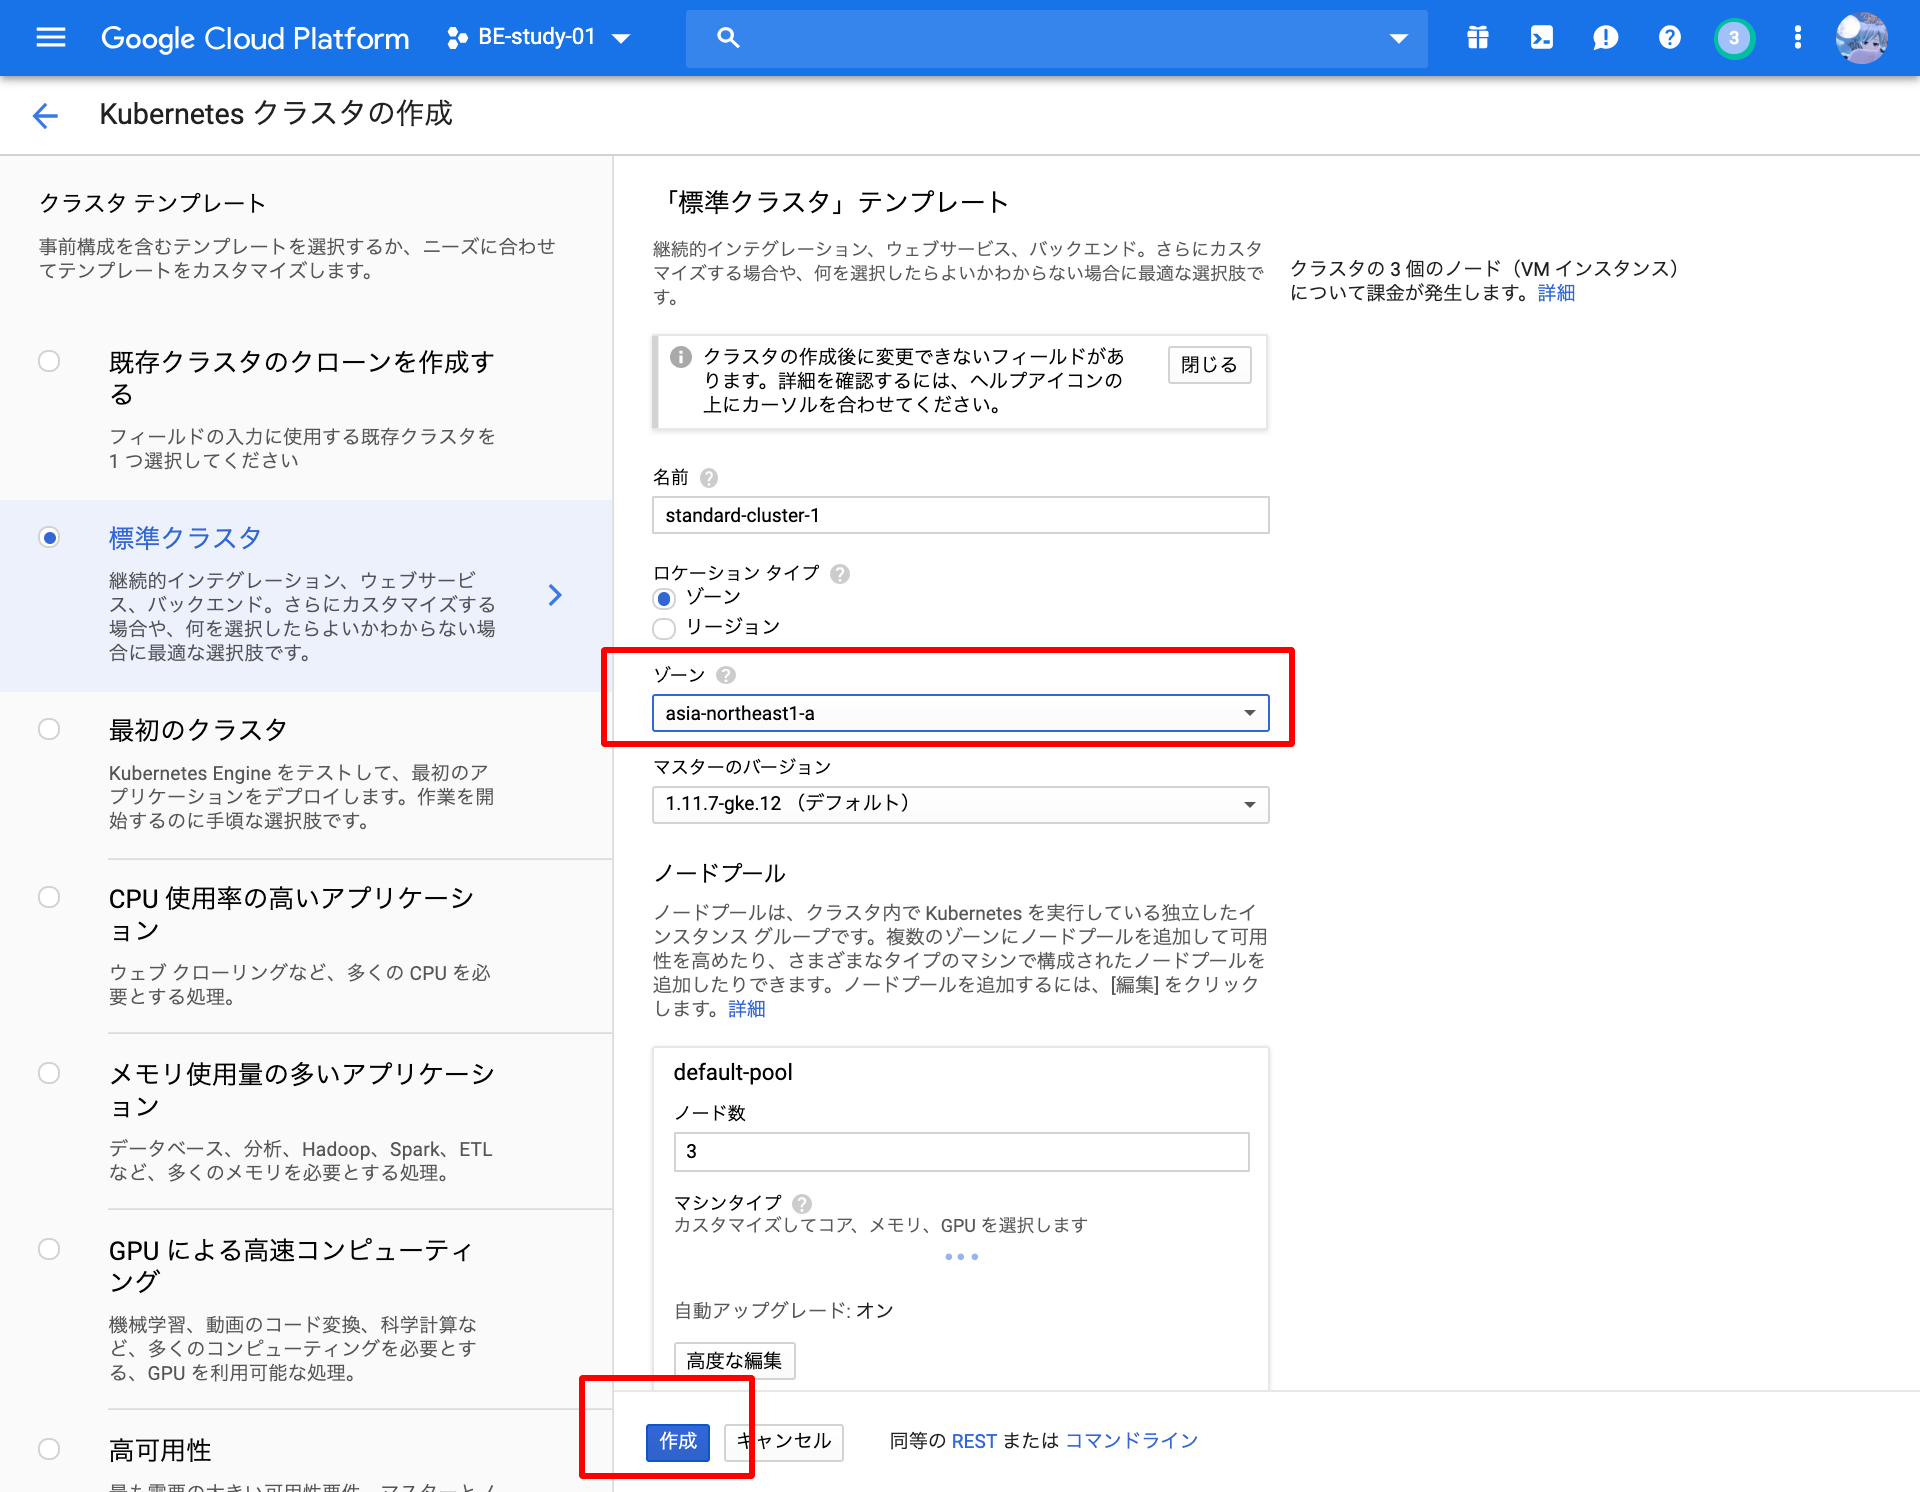 Google Cloud Platform
BE-study-01
3
Kubernetes クラスタの作成
クラスタ テンプレート
事前構成を含むテンプレートを選択するか、ニーズに合わせ
てテンプレートをカスタマイズします。
既存クラスタのクローンを作成す
る
フィールドの入力に使用する既存クラスタを
1 つ選択してください
標準クラスタ
継続的インテグレーション、ウェブサービ
ス、バックエンド。さらにカスタマイズする
場合や、何を選択したらよいかわからない場
合に最適な選択肢です。
最初のクラスタ
Kubernetes Engine をテストして、最初のア
プリケーションをデプロイします。作業を開
始するのに手頃な選択肢です。
CPU 使用率の高いアプリケーシ
ョン
ウェブ クローリングなど、多くの CPU を必
要とする処理。
メモリ使用量の多いアプリケーシ
ョン
データベース、分析、Hadoop、Spark、ETL
など、多くのメモリを必要とする処理。
GPU による高速コンピューティ
ング
機械学習、動画のコード変換、科学計算な
ど、多くのコンピューティングを必要とす
る、GPU を利用可能な処理。
高可用性
最も需要の大きい可用性要件、マスターとノ
「標準クラスタ」テンプレート
継続的インテグレーション、ウェブサービス、バックエンド。さらにカスタ
マイズする場合や、何を選択したらよいかわからない場合に最適な選択肢で
す。
クラスタの作成後に変更できないフィールドがあ
ります。詳細を確認するには、ヘルプアイコンの
上にカーソルを合わせてください。
閉じる
名前
standard-cluster-1
ロケーション タイプ
ゾーン
リージョン
ゾーン
asia-northeast1-a
マスターのバージョン
1.11.7-gke.12 （デフォルト）
ノードプール
ノードプールは、クラスタ内で Kubernetes を実行している独立したイ
ンスタンス グループです。複数のゾーンにノードプールを追加して可用
性を高めたり、さまざまなタイプのマシンで構成されたノードプールを
追加したりできます。ノードプールを追加するには、[編集] をクリック
します。詳細
default-pool
ノード数
3
マシンタイプ
カスタマイズしてコア、メモリ、GPU を選択します
自動アップグレード: オン
高度な編集
作成
キャンセル
同等の REST または コマンドライン
クラスタの 3 個のノード（VM インスタンス）
について課金が発生します。詳細